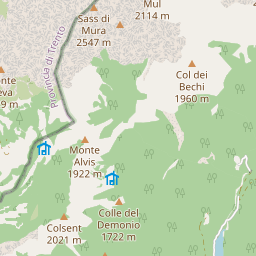 Mul
2114 m
Sass di
Mura
2547 m
Provincia di Trento
Col dei
Bechi
1960 m
Monte
Alvis
1922 m
Colle del
Demonio
1722 m
Colsent
2021 m